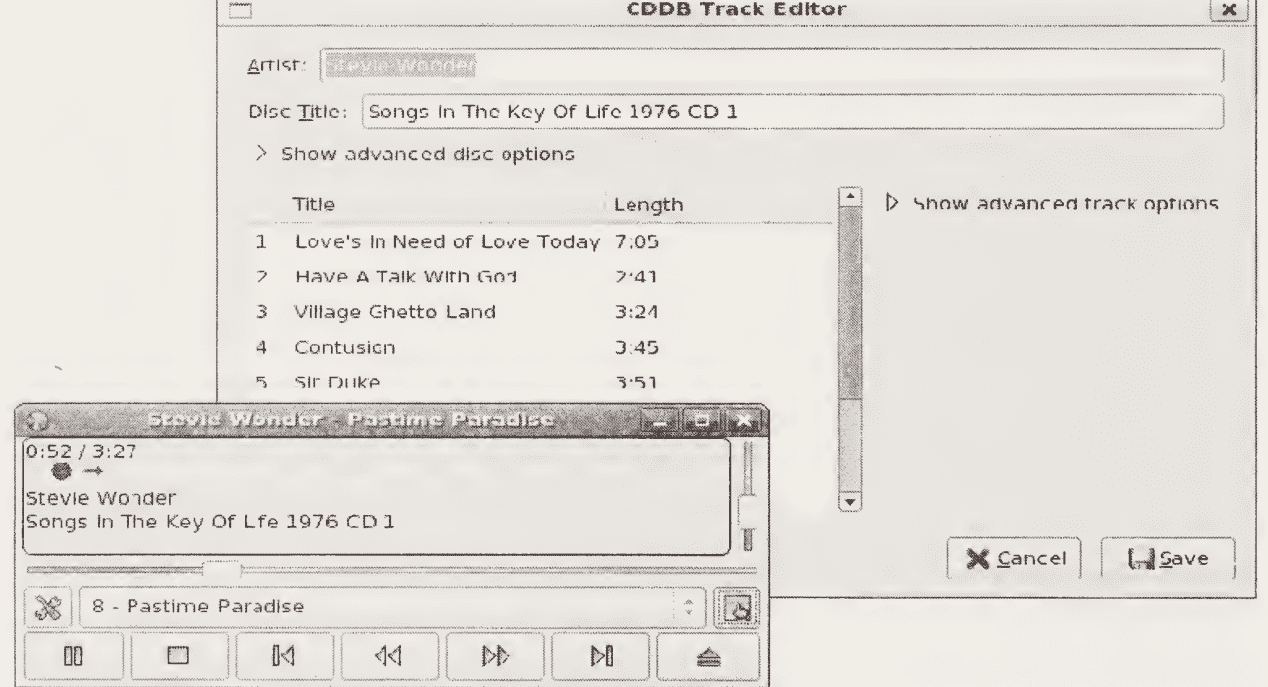 CDDB Track Editor
Artist: Stevie Wonder
Disc Title: Songs In The Key Of Life 1976 CD 1
Show advanced disc options
Show advanced track options
Title Length
1 Love's In Need of Love Today 7:05
2 Have A Talk With God 2:41
3 Village Ghetto Land 3:24
4 Contusion 3:45
5 Sir Duke 3:51
Cancel Save
Stevie Wonder - Pastime Paradise
0:52 / 3:27
Stevie Wonder
Songs In The Key Of Life 1976 CD 1
8 - Pastime Paradise